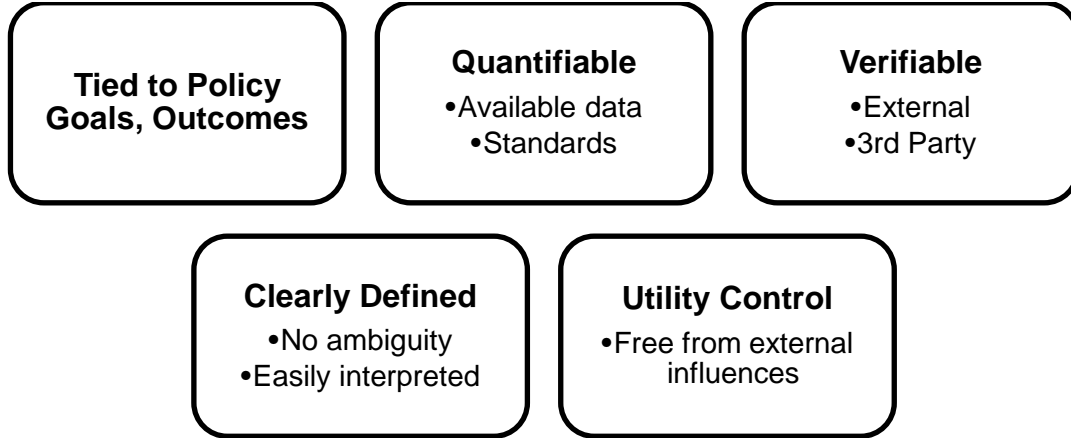 Tied to Policy
Goals, Outcomes
Quantifiable
•Available data
•Standards
Verifiable
•External
•3rd Party
Clearly Defined
•No ambiguity
•Easily interpreted
Utility Control
•Free from external
influences